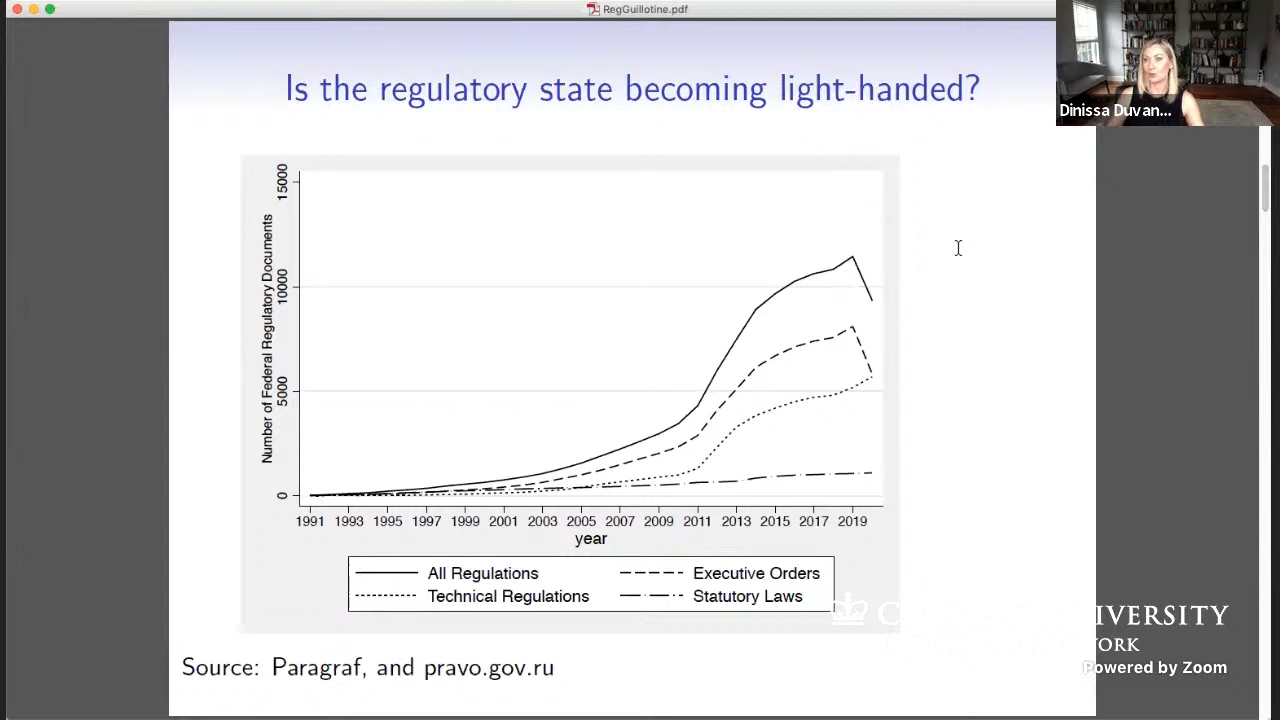 RegGuillotine.pdf
Is the regulatory state becoming light-handed?
Dinissa Duvan...
Number of Federal Regulatory Documents
15000
10000
5000
0
1991 1993 1995 1997 1999 2001 2003 2005 2007 2009 2011 2013 2015 2017 2019
year
All Regulations Executive Orders
Technical Regulations Statutory Laws
Source: Paragraf, and pravo.gov.ru
Powered by Zoom